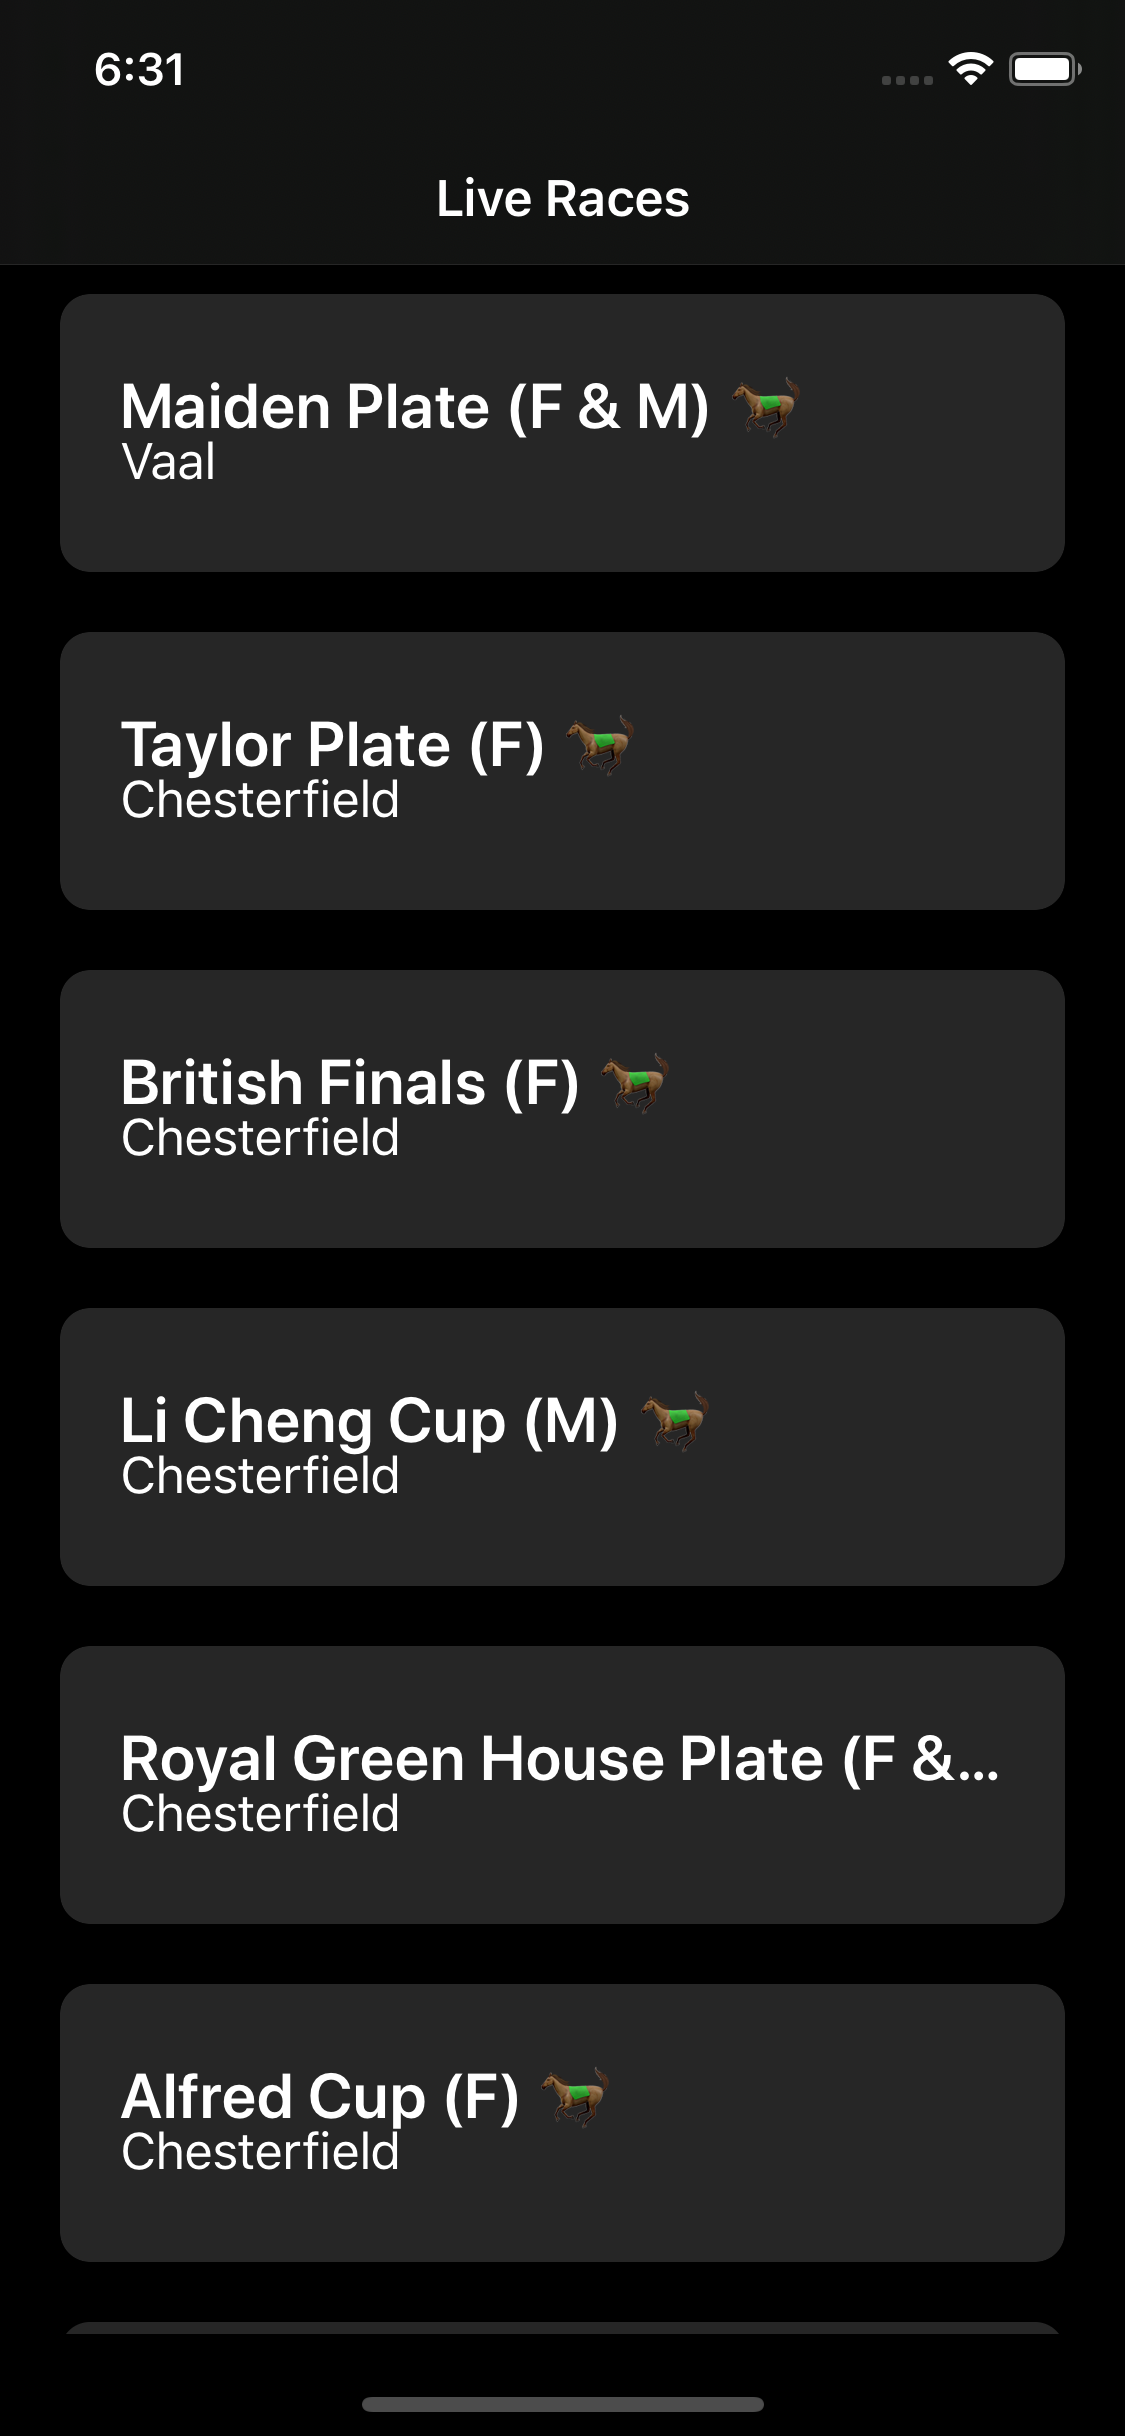 6:31
Live Races
Maiden Plate (F & M) 🐎
Vaal
Taylor Plate (F) 🐎
Chesterfield
British Finals (F) 🐎
Chesterfield
Li Cheng Cup (M) 🐎
Chesterfield
Royal Green House Plate (F &...
Chesterfield
Alfred Cup (F) 🐎
Chesterfield